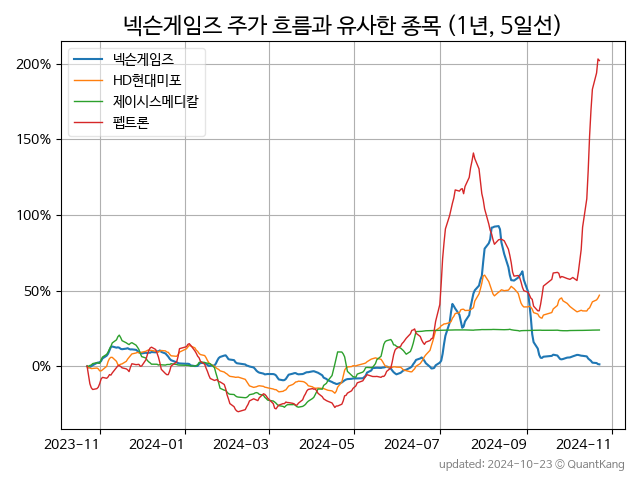 넥슨게임즈 주가 흐름과 유사한 종목 (1년, 5일선)
넥슨게임즈
HD현대미포
제이시스메디칼
펩트론
200%
150%
100%
50%
0%
2023-11 2024-01 2024-03 2024-05 2024-07 2024-09 2024-11
updated: 2024-10-23 © QuantKang